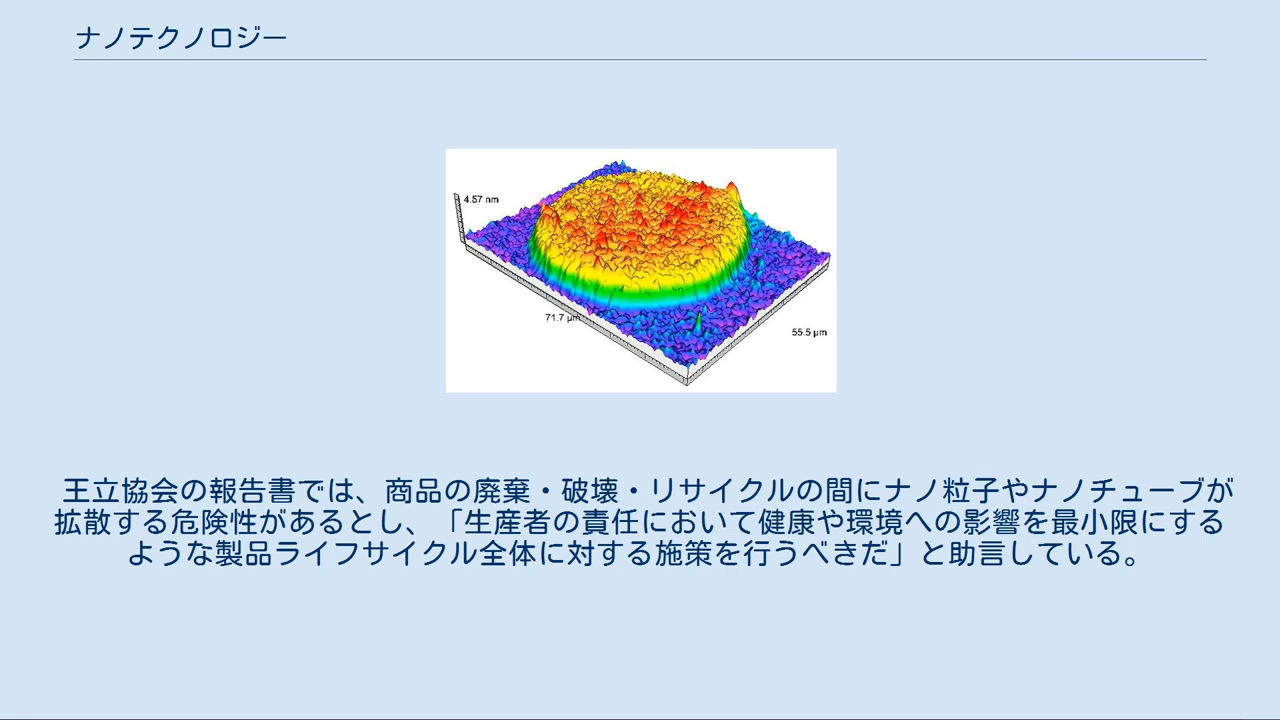 ナノテクノロジー
4.57 nm
71.7 µm
55.5 µm
王立協会の報告書では、商品の廃棄・破壊・リサイクルの間にナノ粒子やナノチューブが
拡散する危険性があるとし、「生産者の責任において健康や環境への影響を最小限にする
ような製品ライフサイクル全体に対する施策を行うべきだ」と助言している。